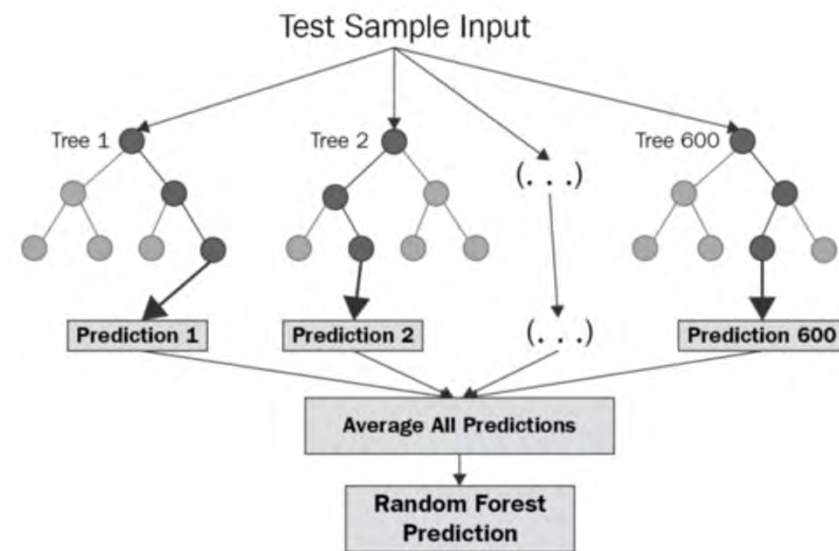 Test Sample Input
Tree 1
Tree 2
Tree 600
(. . .)
Prediction 1
Prediction 2
(. . .)
Prediction 600
Average All Predictions
Random Forest
Prediction